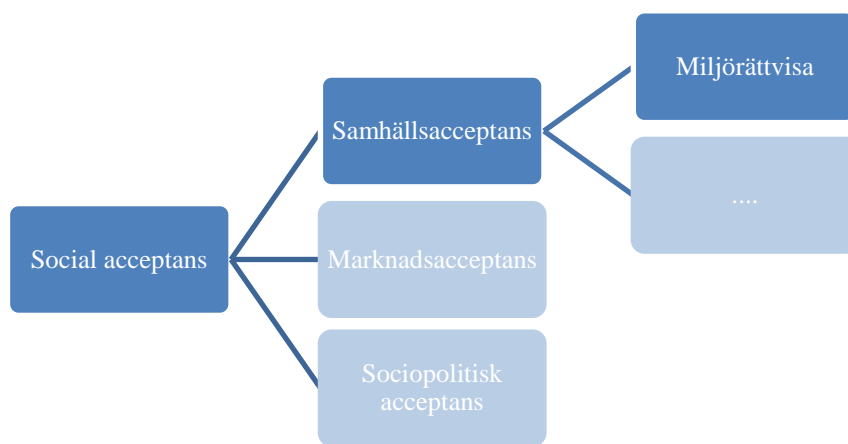 Social acceptans
Samhällsacceptans
Marknadsacceptans
Sociopolitisk
acceptans
Miljörättvisa
....